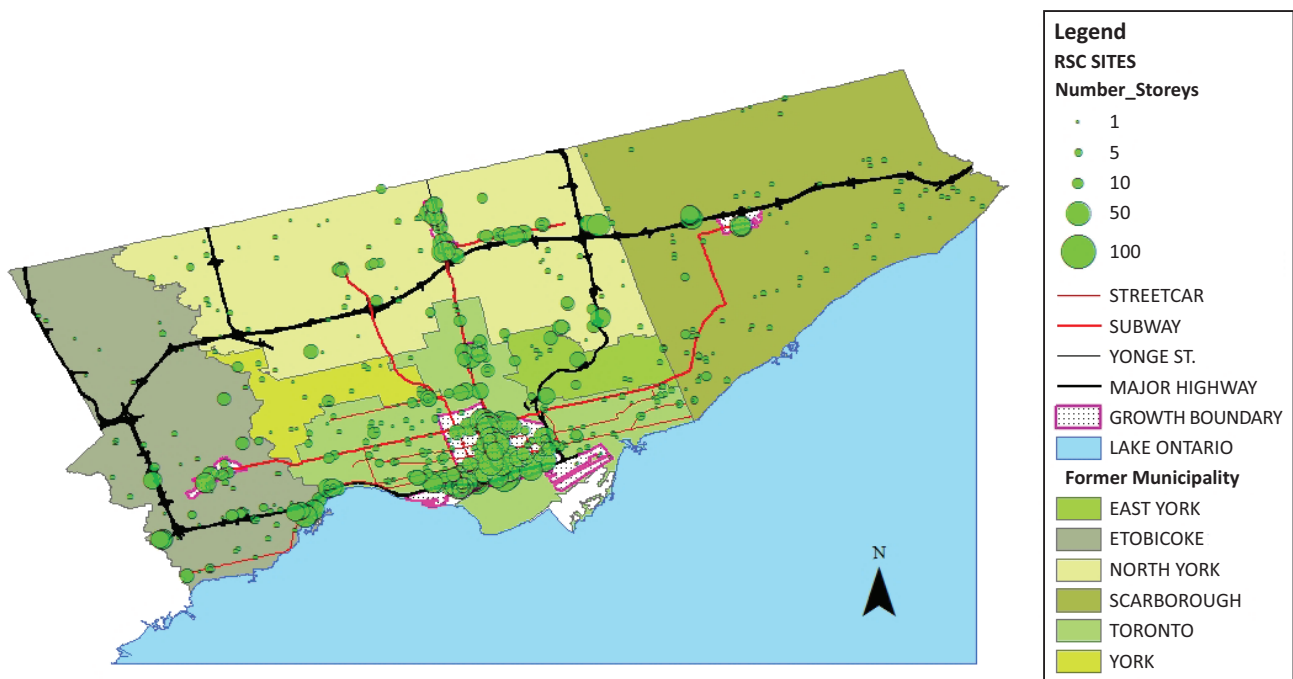 Legend
RSC SITES
Number_Storeys
1
5
10
50
100
STREETCAR
SUBWAY
YONGE ST.
MAJOR HIGHWAY
GROWTH BOUNDARY
LAKE ONTARIO
Former Municipality
EAST YORK
ETOBICOKE
NORTH YORK
SCARBOROUGH
TORONTO
YORK
N